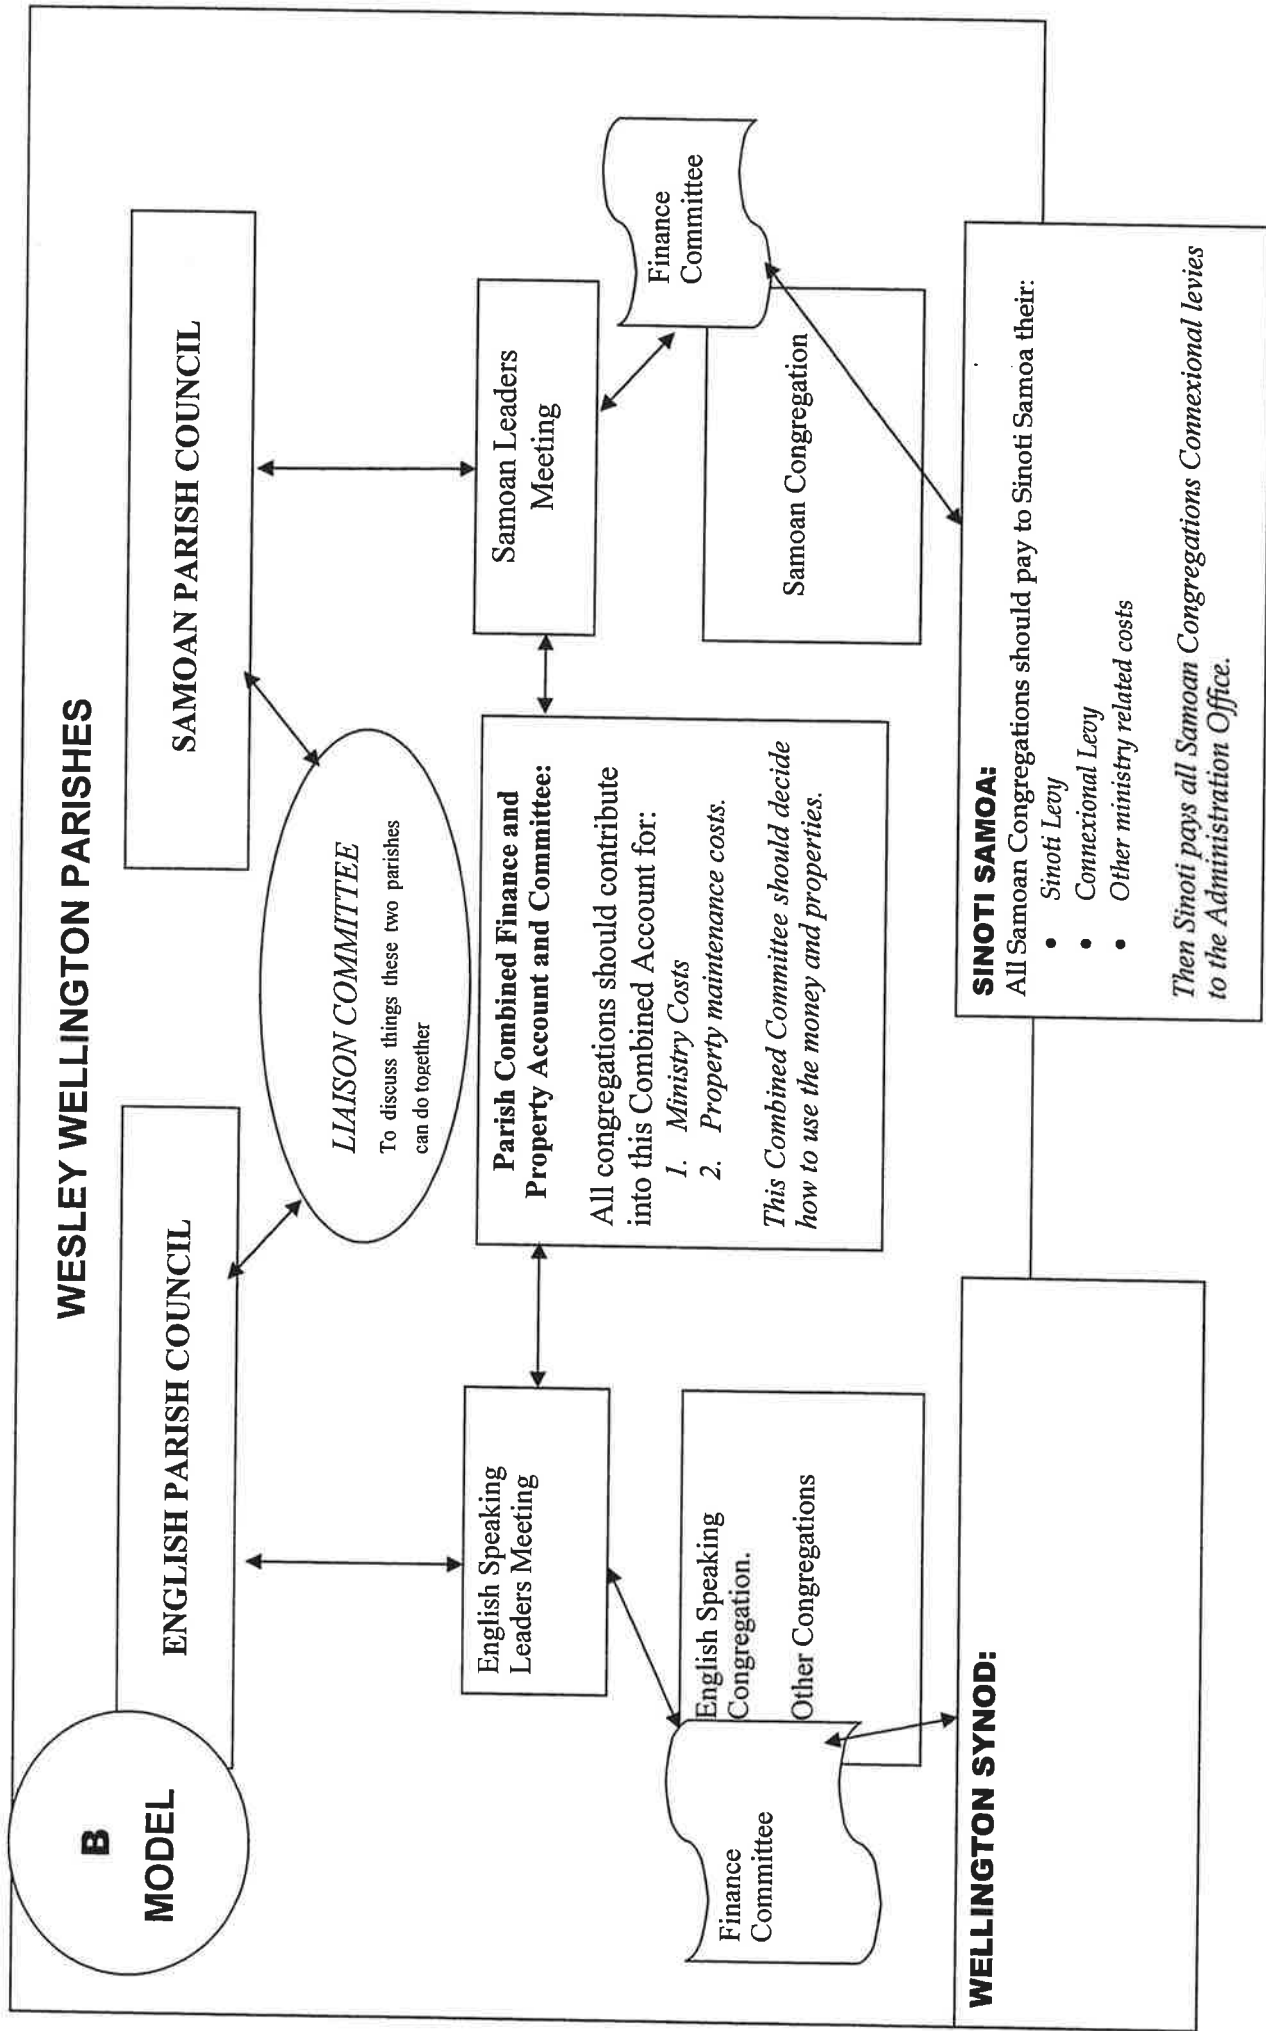 WESLEY WELLINGTON PARISHES
B
MODEL
ENGLISH PARISH COUNCIL
SAMOAN PARISH COUNCIL
LIAISON COMMITTEE
To discuss things these two parishes
can do together
English Speaking
Leaders Meeting
Parish Combined Finance and
Property Account and Committee:
All congregations should contribute
into this Combined Account for:
1. Ministry Costs
2. Property maintenance costs.
This Combined Committee should decide
how to use the money and properties.
Samoan Leaders
Meeting
Finance
Committee
English Speaking
Congregation.
Other Congregations
Samoan Congregation
Finance
Committee
WELLINGTON SYNOD:
SINOTI SAMOA:
All Samoan Congregations should pay to Sinoti Samoa their:
• Sinoti Levy
• Connexional Levy
• Other ministry related costs
Then Sinoti pays all Samoan Congregations Connexional levies
to the Administration Office.